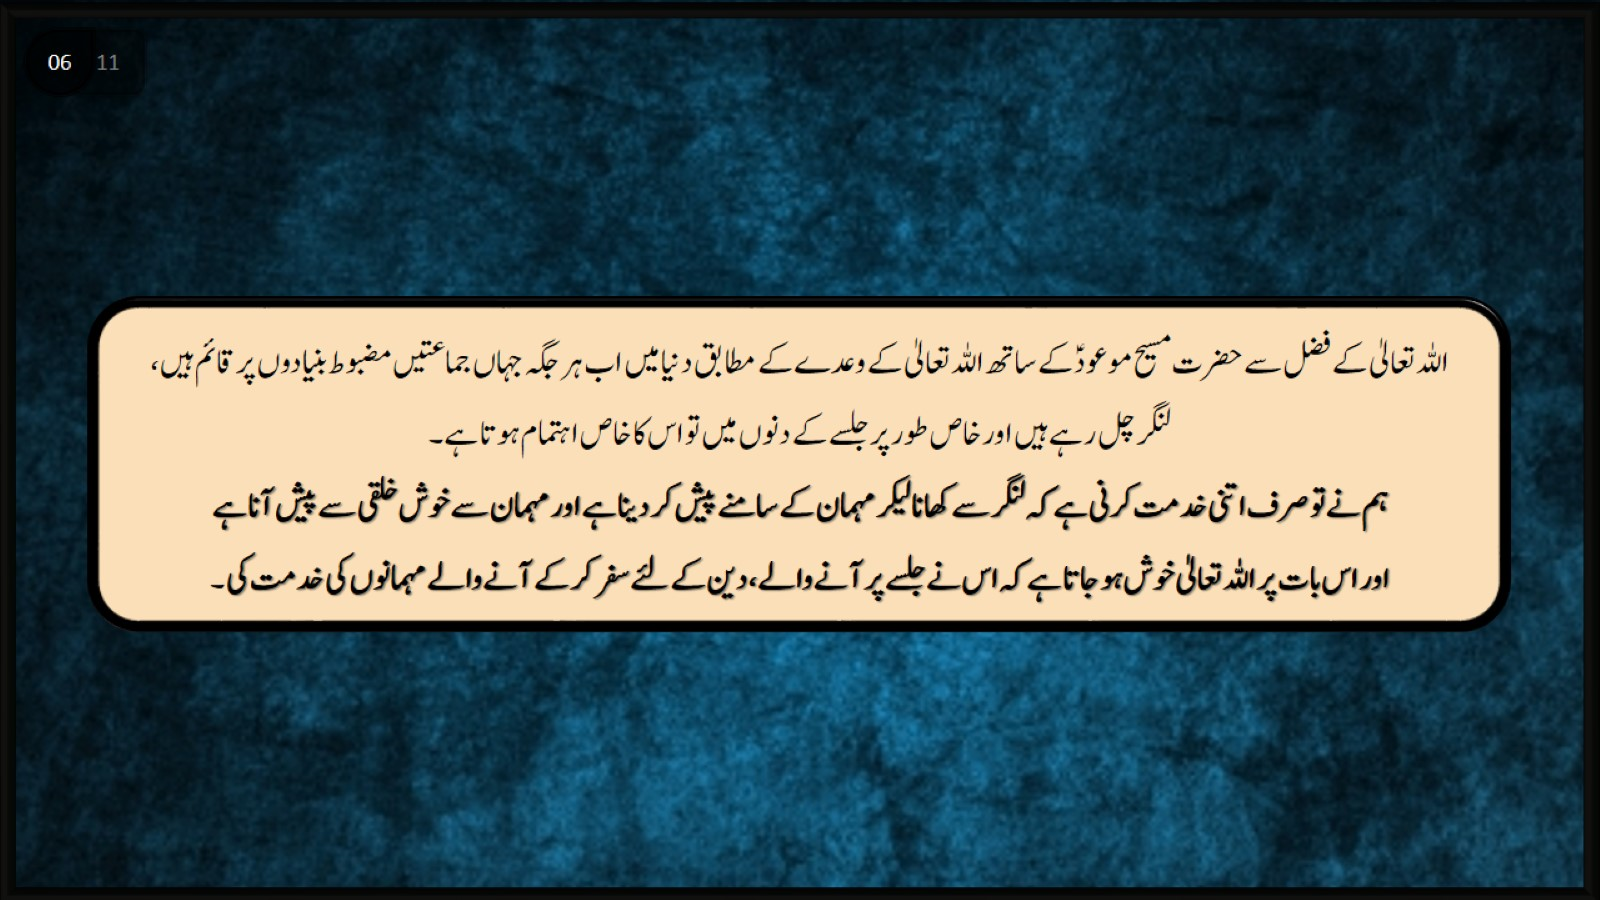 06 11
اللہ تعالیٰ کے فضل سے حضرت مسیح موعودؑ کے ساتھ اللہ تعالیٰ کے وعدے کے مطابق دنیا میں اب ہر جگہ جہاں جماعتیں مضبوط بنیادوں پر قائم ہیں،
لنگر چل رہے ہیں اور خاص طور پر جلسے کے دنوں میں تو اس کا خاص اہتمام ہوتا ہے۔
ہم نے تو صرف اتنی خدمت کرنی ہے کہ لنگر سے کھانا لیکر مہمان کے سامنے پیش کر دینا ہے اور مہمان سے خوش خلقی سے پیش آنا ہے
اور اس بات پر اللہ تعالیٰ خوش ہو جاتا ہے کہ اس نے جلسے پر آنے والے، دین کے لئے سفر کر کے آنے والے مہمانوں کی خدمت کی۔